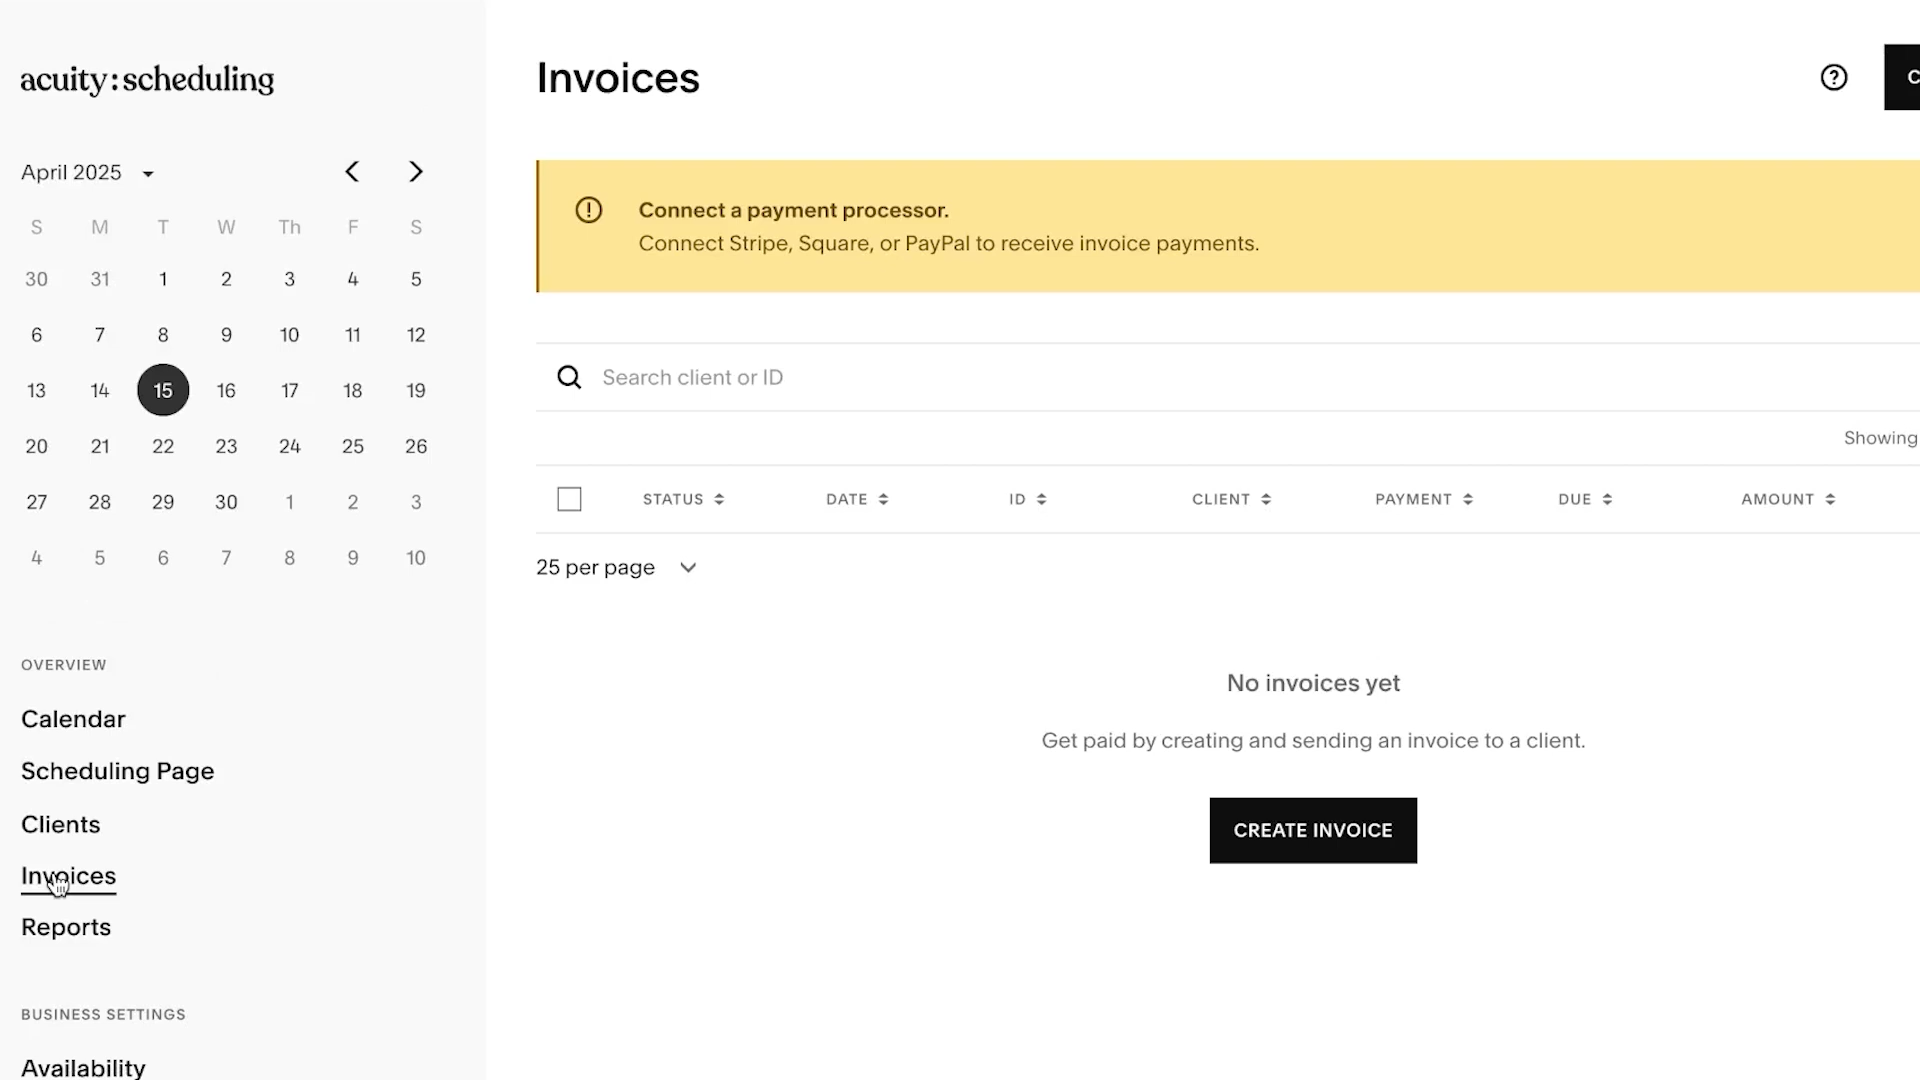 acuity:scheduling
April 2025
S M T W Th F S
30 31 1 2 3 4 5
6 7 8 9 10 11 12
13 14 15 16 17 18 19
20 21 22 23 24 25 26
27 28 29 30 1 2 3
4 5 6 7 8 9 10
OVERVIEW
Calendar
Scheduling Page
Clients
Invoices
Reports
BUSINESS SETTINGS
Availability
Invoices
?
C
Connect a payment processor.
Connect Stripe, Square, or PayPal to receive invoice payments.
Search client or ID
Showing
STATUS DATE ID CLIENT PAYMENT DUE AMOUNT
25 per page
No invoices yet
Get paid by creating and sending an invoice to a client.
CREATE INVOICE